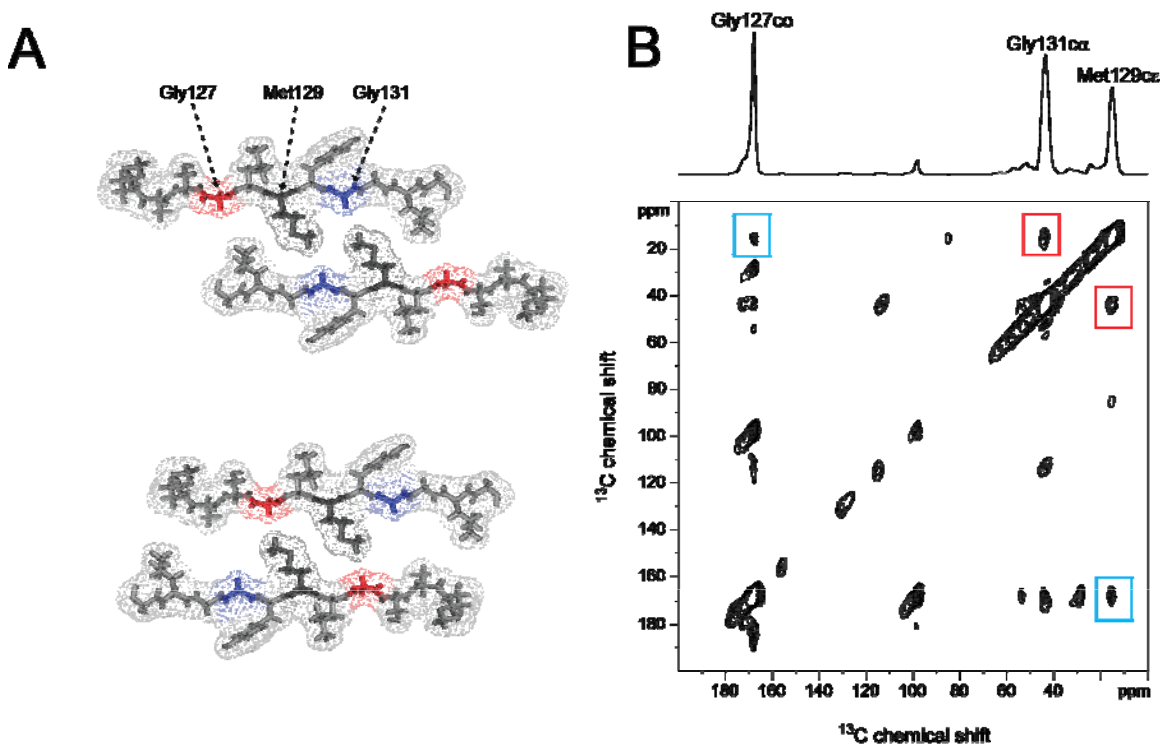 A
Gly127
Met129
Gly131
B
Gly127co
Gly131cα
Met129cε
ppm
20
40
60
80
100
120
140
160
180
180 160 140 120 100 80 60 40 ppm
¹³C chemical shift
¹³C chemical shift